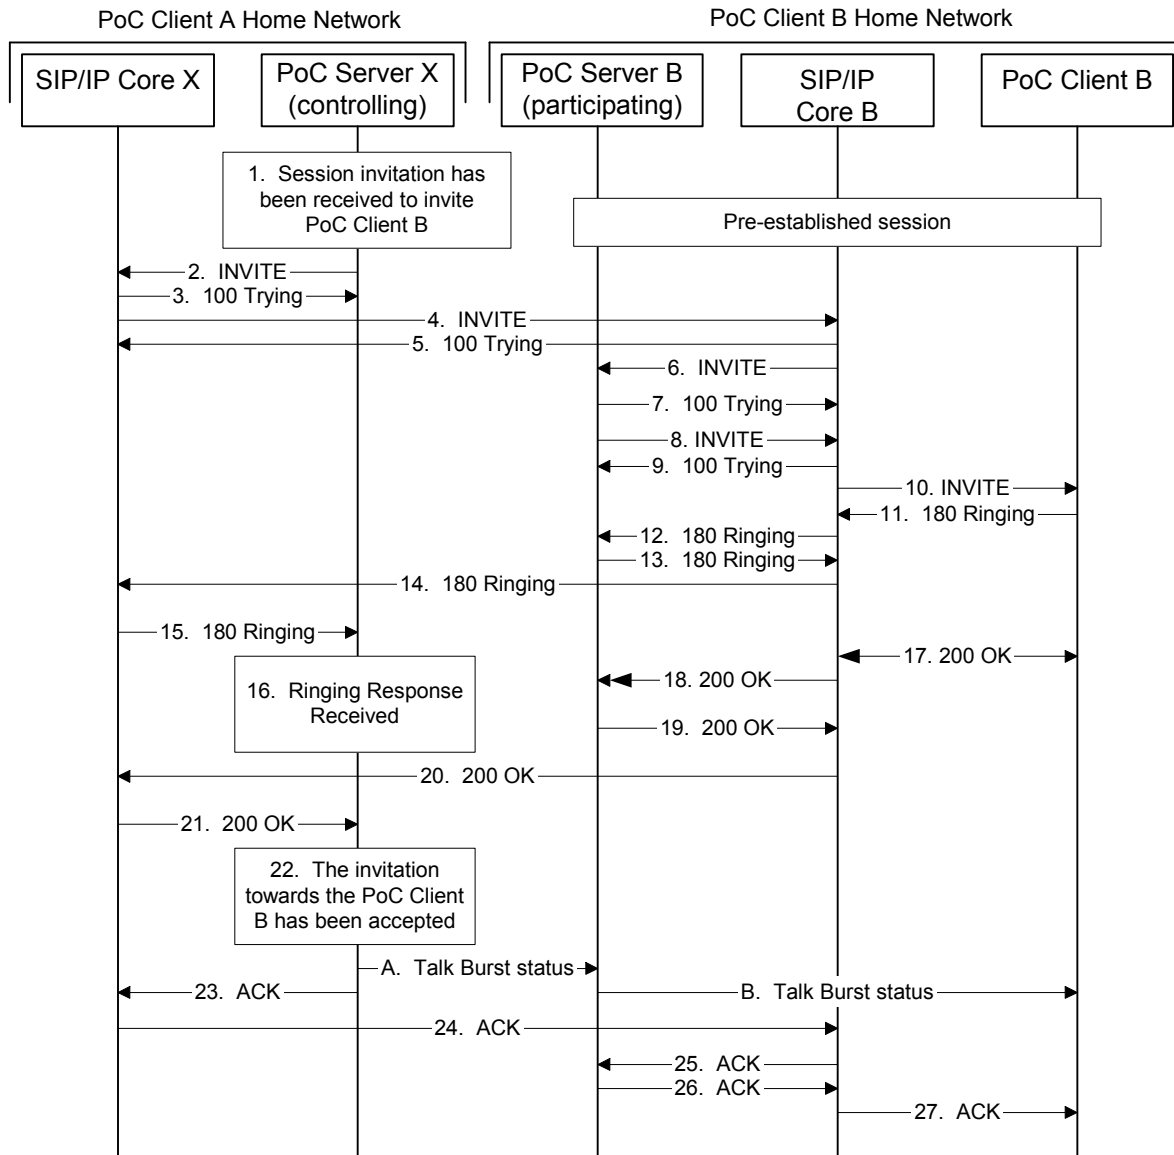 PoC Client A Home Network
PoC Client B Home Network
SIP/IP Core X
PoC Server X
(controlling)
PoC Server B
(participating)
SIP/IP
Core B
PoC Client B
1. Session invitation has
been received to invite
PoC Client B
Pre-established session
2. INVITE
3. 100 Trying
4. INVITE
5. 100 Trying
6. INVITE
7. 100 Trying
8. INVITE
9. 100 Trying
10. INVITE
11. 180 Ringing
12. 180 Ringing
13. 180 Ringing
14. 180 Ringing
15. 180 Ringing
16. Ringing Response
Received
17. 200 OK
18. 200 OK
19. 200 OK
20. 200 OK
21. 200 OK
22. The invitation
towards the PoC Client
B has been accepted
A. Talk Burst status
23. ACK
B. Talk Burst status
24. ACK
25. ACK
26. ACK
27. ACK